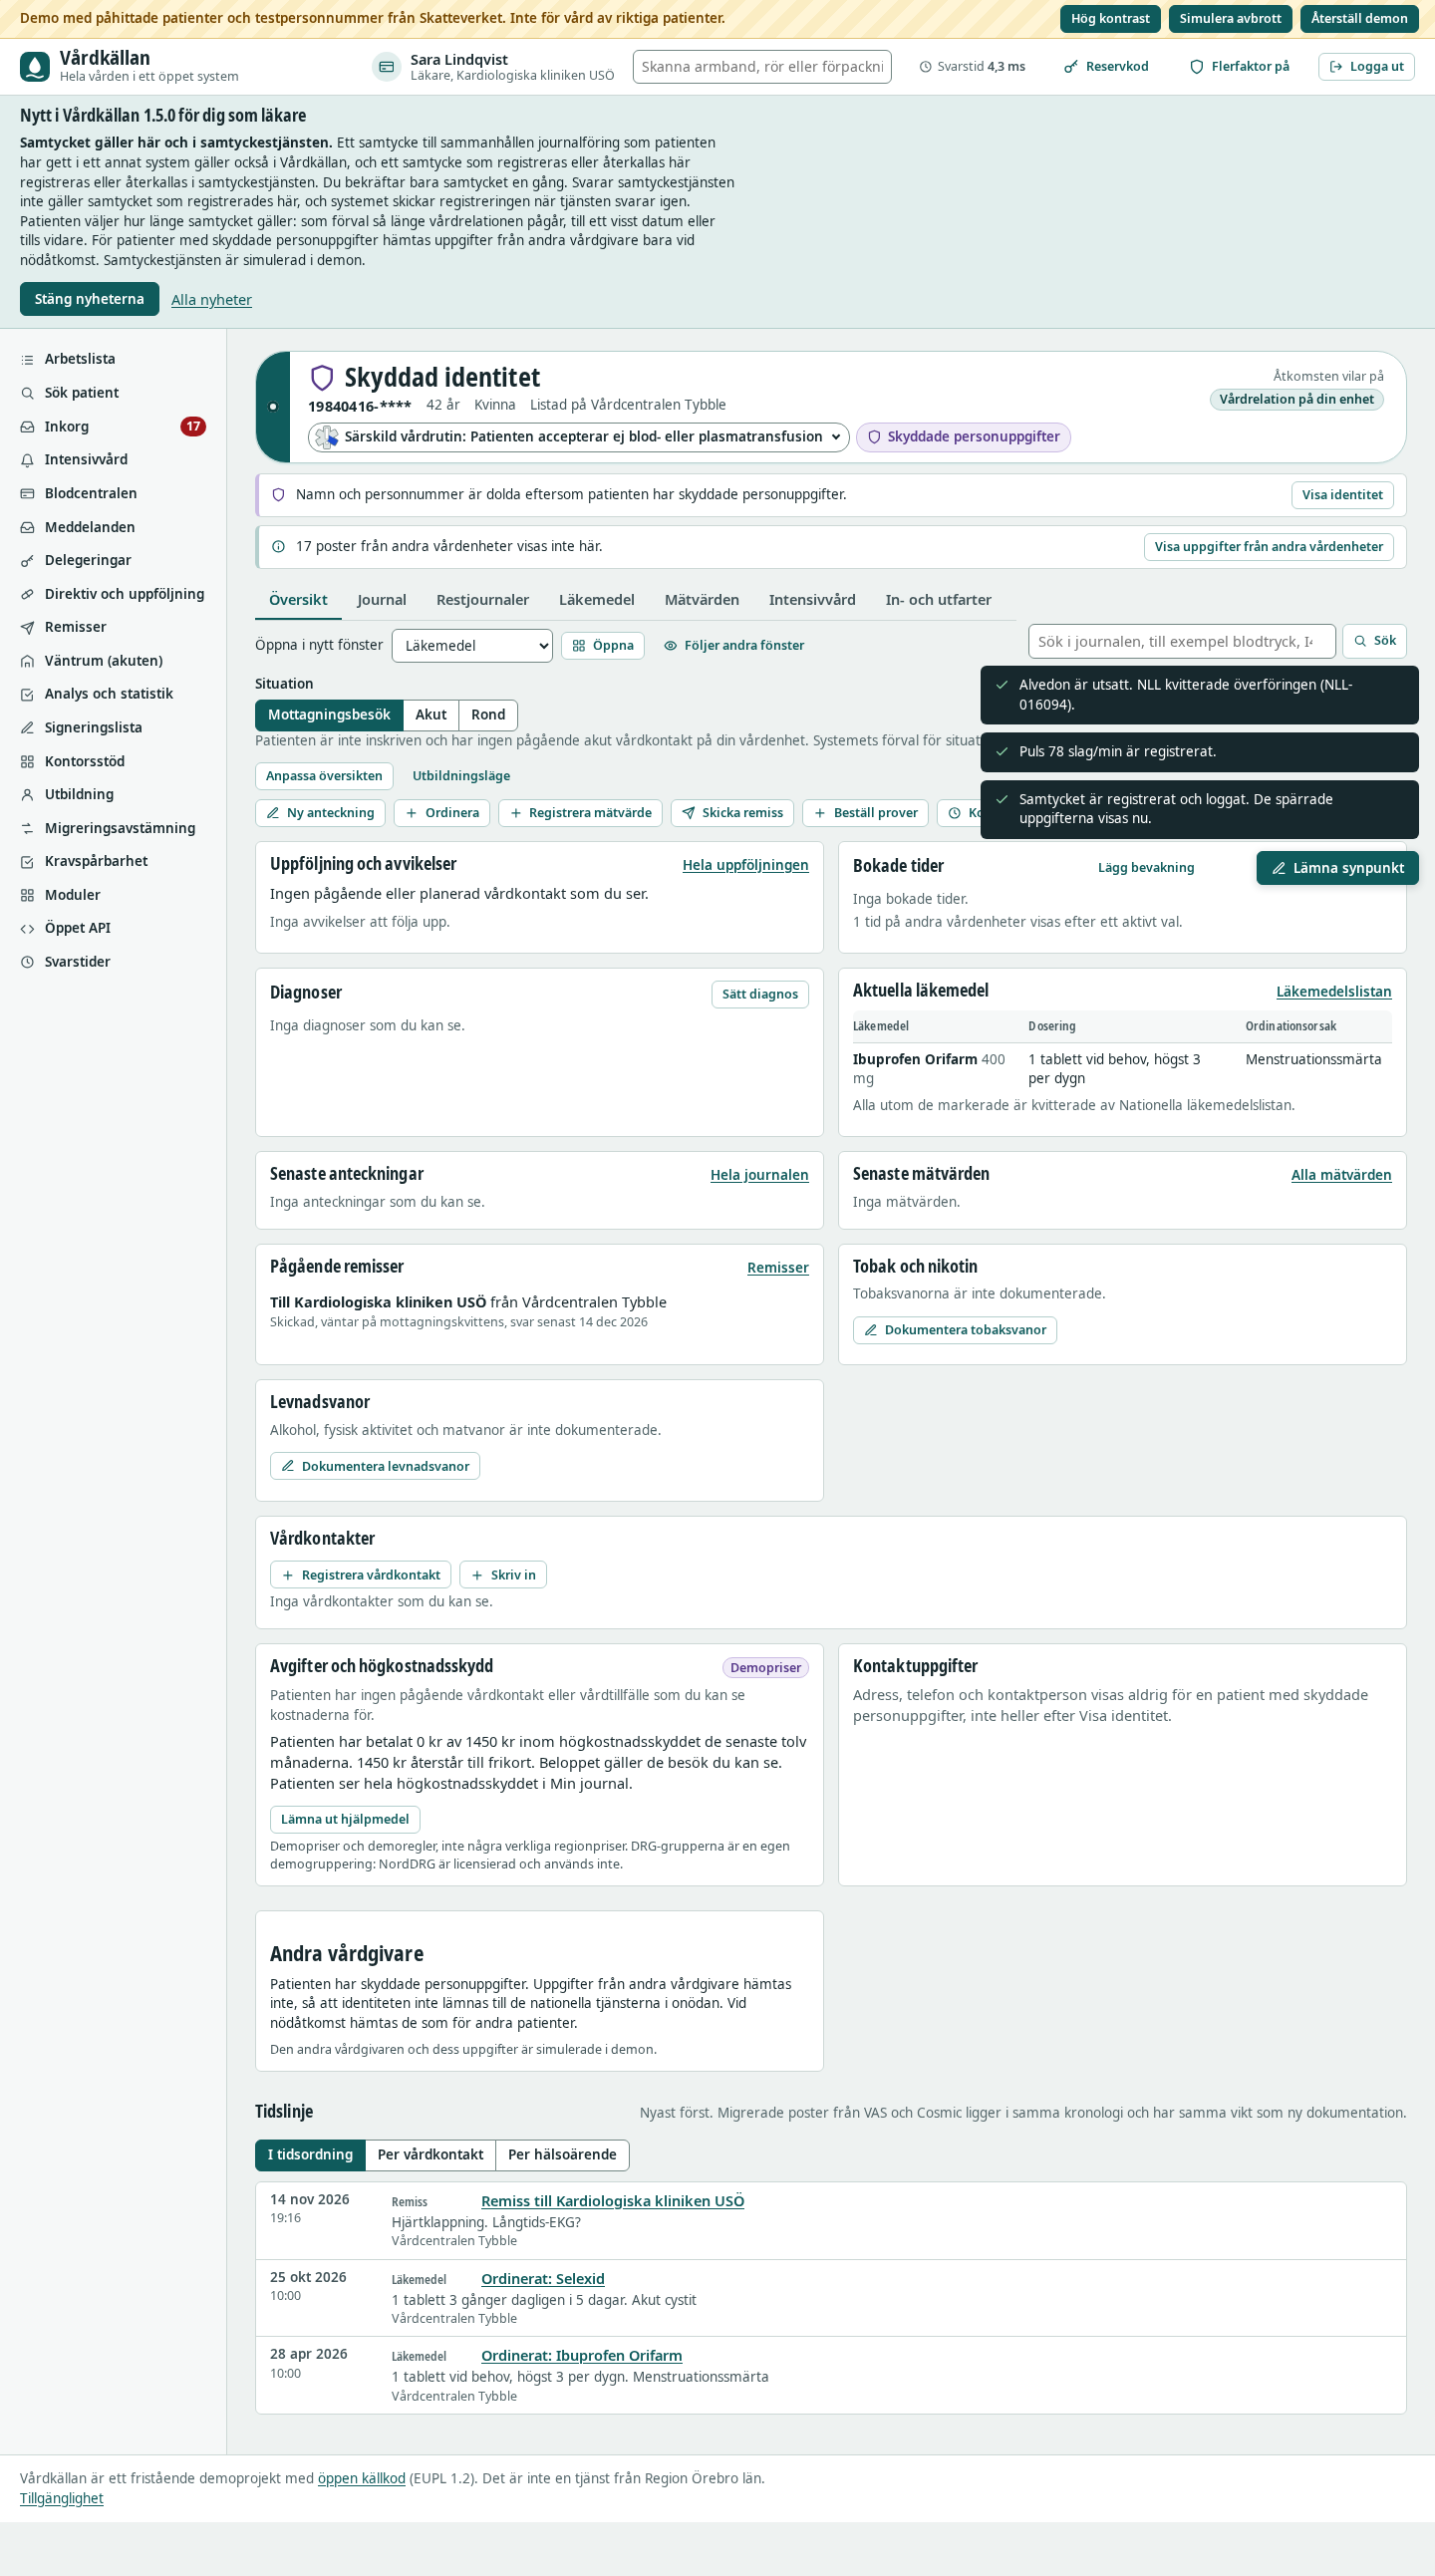 Demo med påhittade patienter och testpersonnummer från Skatteverket. Inte för vård av riktiga patienter.
Hög kontrast
Simulera avbrott
Återställ demon
Vårdkällan
Hela vården i ett öppet system
Sara Lindqvist
Läkare, Kardiologiska kliniken USÖ
Skanna armband, rör eller förpackni
Svarstid 4,3 ms
Reservkod
Flerfaktor på
Logga ut
Nytt i Vårdkällan 1.5.0 för dig som läkare
Samtycket gäller här och i samtyckestjänsten. Ett samtycke till sammanhållen journalföring som patienten
har gett i ett annat system gäller också i Vårdkällan, och ett samtycke som registreras eller återkallas här
registreras eller återkallas i samtyckestjänsten. Du bekräftar bara samtycket en gång. Svarar samtyckestjänsten
inte gäller samtycket som registrerades här, och systemet skickar registreringen när tjänsten svarar igen.
Patienten väljer hur länge samtycket gäller: som förval så länge vårdrelationen pågår, till ett visst datum eller
tills vidare. För patienter med skyddade personuppgifter hämtas uppgifter från andra vårdgivare bara vid
nödåtkomst. Samtyckestjänsten är simulerad i demon.
Stäng nyheterna
Alla nyheter
Arbetslista
Sök patient
Inkorg
17
Intensivvård
Blodcentralen
Meddelanden
Delegeringar
Direktiv och uppföljning
Remisser
Väntrum (akuten)
Analys och statistik
Signeringslista
Kontorsstöd
Utbildning
Migreringsavstämning
Kravspårbarhet
Moduler
Öppet API
Svarstider
Skyddad identitet
19840416-****
42 år
Kvinna
Listad på Vårdcentralen Tybble
Åtkomsten vilar på
Vårdrelation på din enhet
Särskild vårdrutin: Patienten accepterar ej blod- eller plasmatransfusion
Skyddade personuppgifter
Namn och personnummer är dolda eftersom patienten har skyddade personuppgifter.
Visa identitet
17 poster från andra vårdenheter visas inte här.
Visa uppgifter från andra vårdenheter
Översikt
Journal
Restjournaler
Läkemedel
Mätvärden
Intensivvård
In- och utfarter
Öppna i nytt fönster
Läkemedel
Öppna
Följer andra fönster
Sök i journalen, till exempel blodtryck, I
Sök
Situation
Mottagningsbesök
Akut
Rond
Patienten är inte inskriven och har ingen pågående akut vårdkontakt på din vårdenhet. Systemets förval för situat
Anpassa översikten
Utbildningsläge
Ny anteckning
Ordinera
Registrera mätvärde
Skicka remiss
Beställ prover
Alvedon är utsatt. NLL kvitterade överföringen (NLL-
016094).
Puls 78 slag/min är registrerat.
Samtycket är registrerat och loggat. De spärrade
uppgifterna visas nu.
Lämna synpunkt
Uppföljning och avvikelser
Hela uppföljningen
Ingen pågående eller planerad vårdkontakt som du ser.
Inga avvikelser att följa upp.
Bokade tider
Lägg bevakning
Inga bokade tider.
1 tid på andra vårdenheter visas efter ett aktivt val.
Diagnoser
Sätt diagnos
Inga diagnoser som du kan se.
Aktuella läkemedel
Läkemedelslistan
Läkemedel
Dosering
Ordinationsorsak
Ibuprofen Orifarm 400
mg
1 tablett vid behov, högst 3
per dygn
Menstruationssmärta
Alla utom de markerade är kvitterade av Nationella läkemedelslistan.
Senaste anteckningar
Hela journalen
Inga anteckningar som du kan se.
Senaste mätvärden
Alla mätvärden
Inga mätvärden.
Pågående remisser
Remisser
Till Kardiologiska kliniken USÖ från Vårdcentralen Tybble
Skickad, väntar på mottagningskvittens, svar senast 14 dec 2026
Tobak och nikotin
Tobaksvanorna är inte dokumenterade.
Dokumentera tobaksvanor
Levnadsvanor
Alkohol, fysisk aktivitet och matvanor är inte dokumenterade.
Dokumentera levnadsvanor
Vårdkontakter
Registrera vårdkontakt
Skriv in
Inga vårdkontakter som du kan se.
Avgifter och högkostnadsskydd
Demopriser
Patienten har ingen pågående vårdkontakt eller vårdtillfälle som du kan se
kostnaderna för.
Patienten har betalat 0 kr av 1450 kr inom högkostnadsskyddet de senaste tolv
månaderna. 1450 kr återstår till frikort. Beloppet gäller de besök du kan se.
Patienten ser hela högkostnadsskyddet i Min journal.
Lämna ut hjälpmedel
Demopriser och demoregler, inte några verkliga regionpriser. DRG-grupperna är en egen
demogruppering: NordDRG är licensierad och används inte.
Kontaktuppgifter
Adress, telefon och kontaktperson visas aldrig för en patient med skyddade
personuppgifter, inte heller efter Visa identitet.
Andra vårdgivare
Patienten har skyddade personuppgifter. Uppgifter från andra vårdgivare hämtas
inte, så att identiteten inte lämnas till de nationella tjänsterna i onödan. Vid
nödåtkomst hämtas de som för andra patienter.
Den andra vårdgivaren och dess uppgifter är simulerade i demon.
Tidslinje
Nyast först. Migrerade poster från VAS och Cosmic ligger i samma kronologi och har samma vikt som ny dokumentation.
I tidsordning
Per vårdkontakt
Per hälsoärende
14 nov 2026
19:16
Remiss
Remiss till Kardiologiska kliniken USÖ
Hjärtklappning. Långtids-EKG?
Vårdcentralen Tybble
25 okt 2026
10:00
Läkemedel
Ordinerat: Selexid
1 tablett 3 gånger dagligen i 5 dagar. Akut cystit
Vårdcentralen Tybble
28 apr 2026
10:00
Läkemedel
Ordinerat: Ibuprofen Orifarm
1 tablett vid behov, högst 3 per dygn. Menstruationssmärta
Vårdcentralen Tybble
Vårdkällan är ett fristående demoprojekt med öppen källkod (EUPL 1.2). Det är inte en tjänst från Region Örebro län.
Tillgänglighet